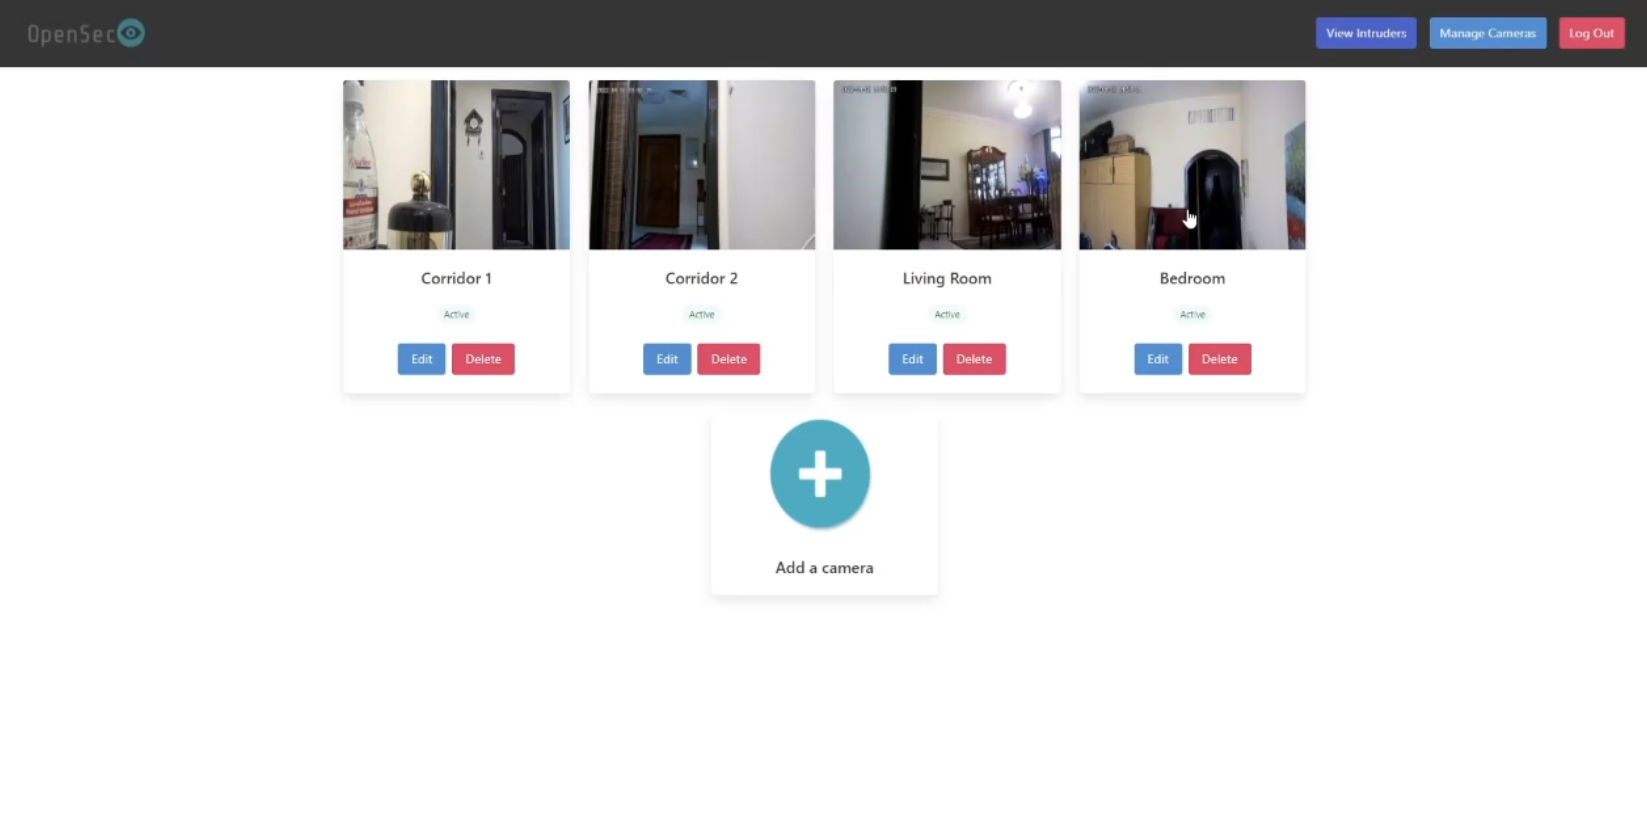 OpenSec
View Intruders
Manage Cameras
Log Out
Corridor 1
Corridor 2
Living Room
Bedroom
Active
Active
Active
Active
Edit
Delete
Edit
Delete
Edit
Delete
Edit
Delete
Add a camera